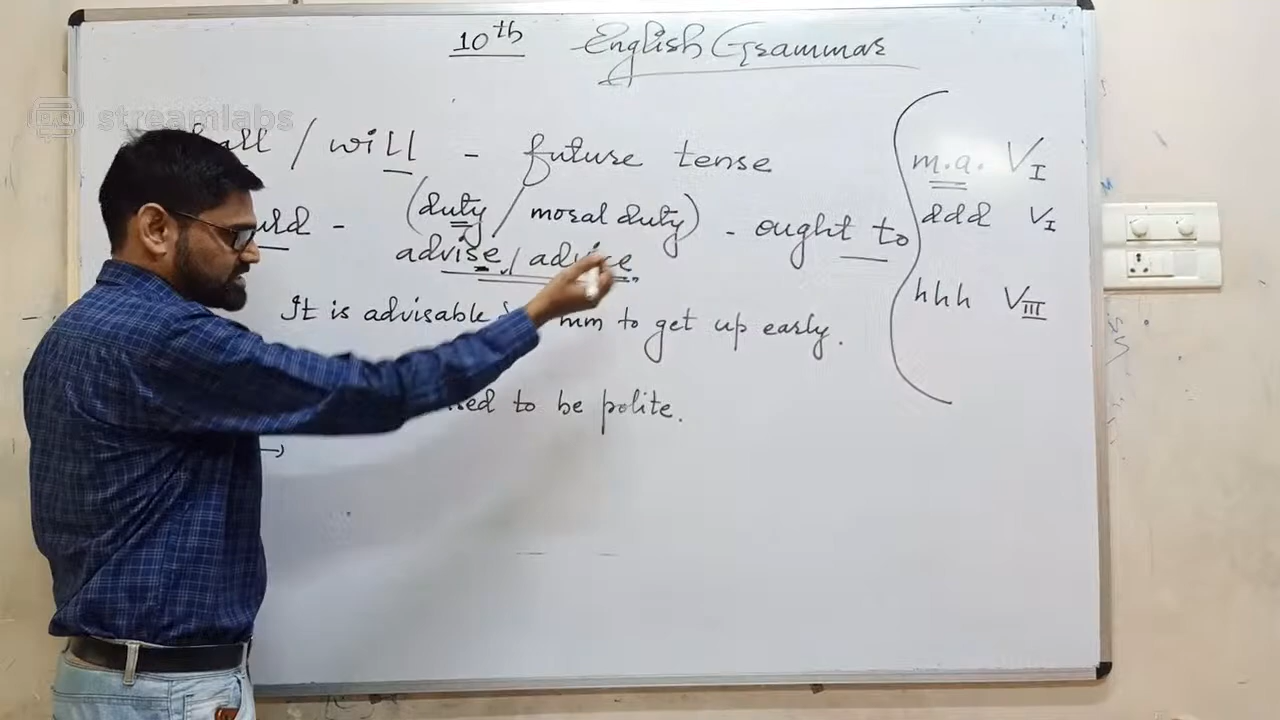 streamlabs
10th English Grammar
/ will - future tense
(duty / moral duty) - ought to
advise / advice
It is advisable him to get up early.
to be polite.
m.a. VI
ddd VI
hhh VIII